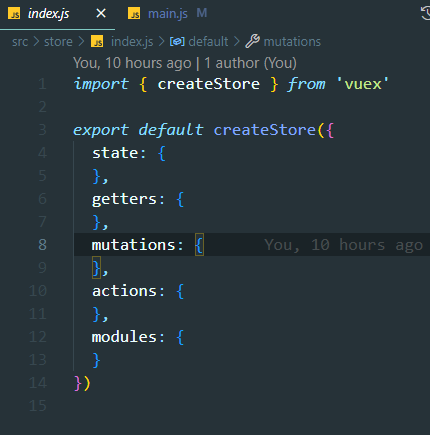 JS index.js X JS main.js M
src > store > JS index.js > default > mutations
You, 10 hours ago | 1 author (You)
1 import { createStore } from 'vuex'
2
3 export default createStore({
4   state: {
5   },
6   getters: {
7   },
8   mutations: {     You, 10 hours ago
9   },
10   actions: {
11   },
12   modules: {
13   }
14 })
15